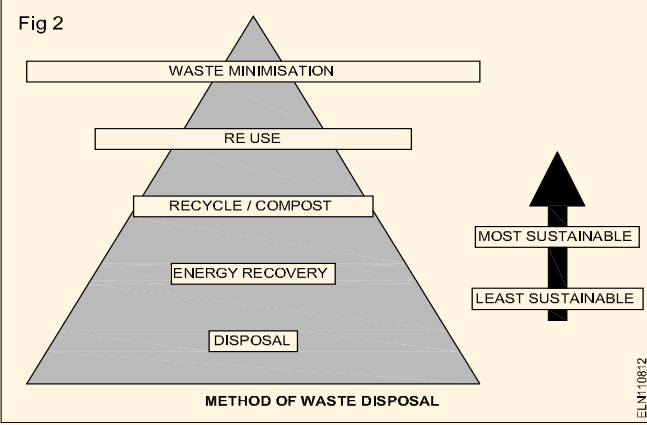 Fig 2
WASTE MINIMISATION
RE USE
RECYCLE / COMPOST
MOST SUSTAINABLE
ENERGY RECOVERY
LEAST SUSTAINABLE
DISPOSAL
METHOD OF WASTE DISPOSAL
ELN110812